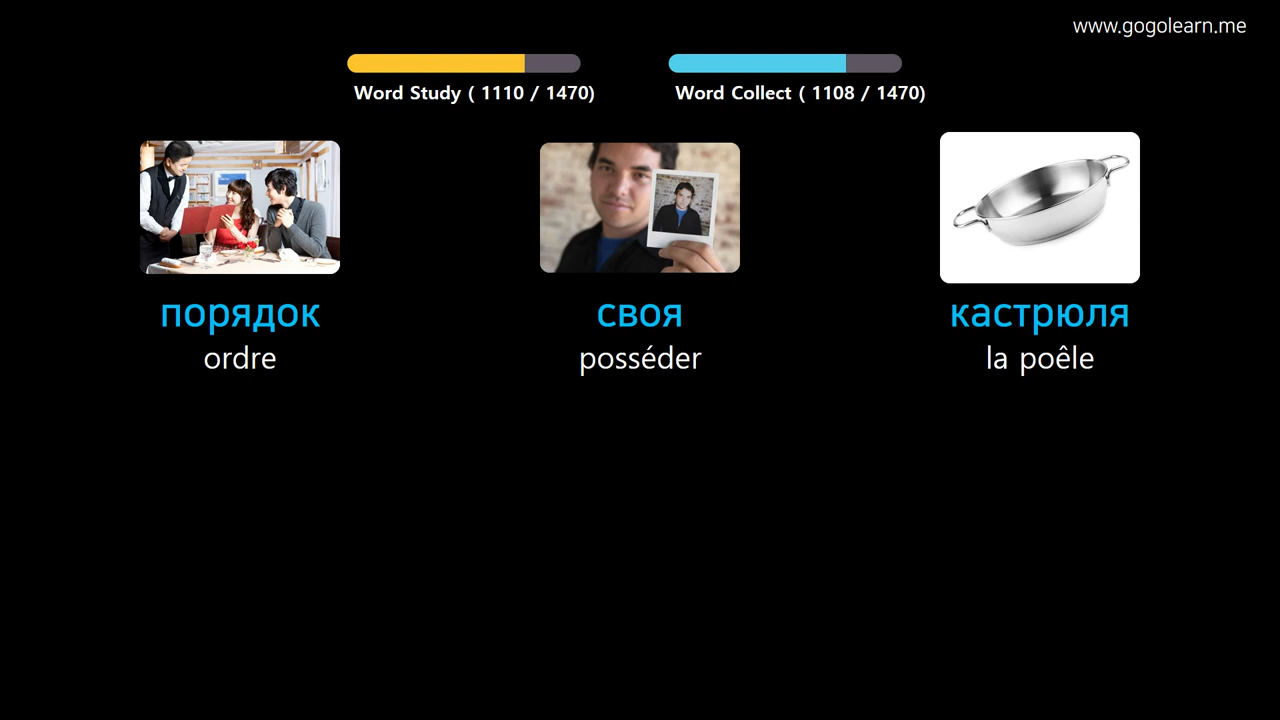 www.gogolearn.me
Word Study ( 1110 / 1470)
Word Collect ( 1108 / 1470)
порядок
ordre
своя
posséder
кастрюля
la poêle